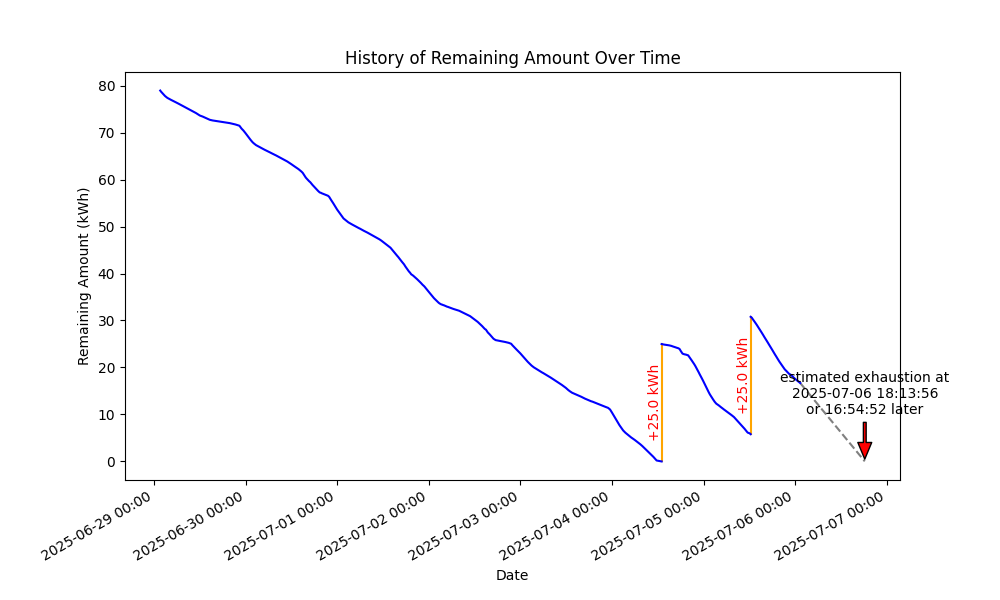 History of Remaining Amount Over Time
80
70
60
50
40
30
20
10
0
Remaining Amount (kWh)
+25.0 kWh
+25.0 kWh
estimated exhaustion at
2025-07-06 18:13:56
or 16:54:52 later
2025-06-29 00:00
2025-06-30 00:00
2025-07-01 00:00
2025-07-02 00:00
2025-07-03 00:00
2025-07-04 00:00
2025-07-05 00:00
2025-07-06 00:00
2025-07-07 00:00
Date